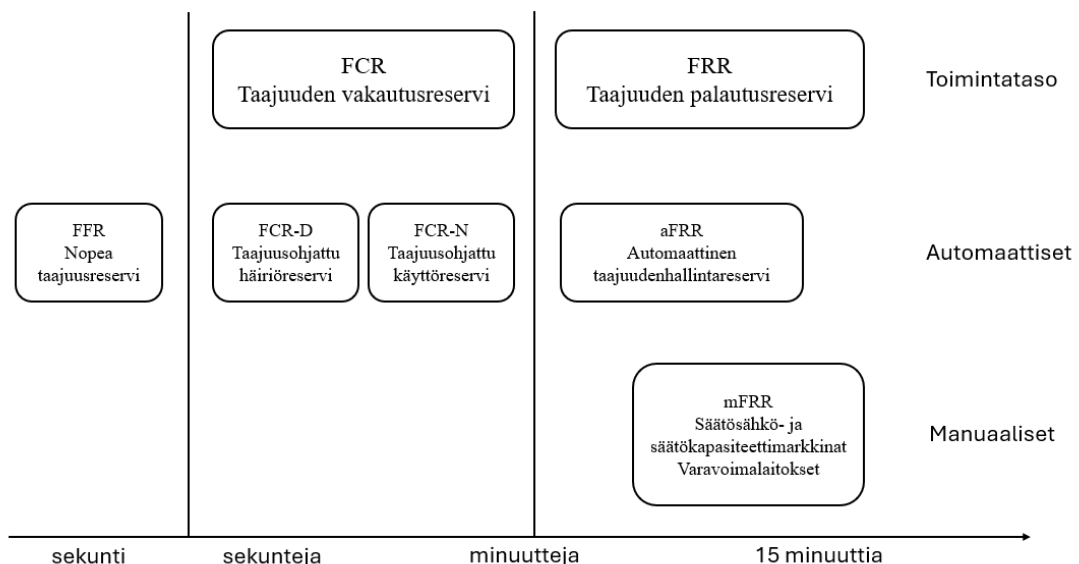 FCR
Taajuuden vakautusreservi
FRR
Taajuuden palautusreservi
Toimintataso
FFR
Nopea
taajuusreservi
FCR-D
Taajuusohjattu
häiriöreservi
FCR-N
Taajuusohjattu
käyttöreservi
aFRR
Automaattinen
taajuudenhallintareservi
Automaattiset
mFRR
Säätösähkö- ja
säätökapasiteettimarkkinat
Varavoimalaitokset
Manuaaliset
sekunti
sekunteja
minuutteja
15 minuuttia